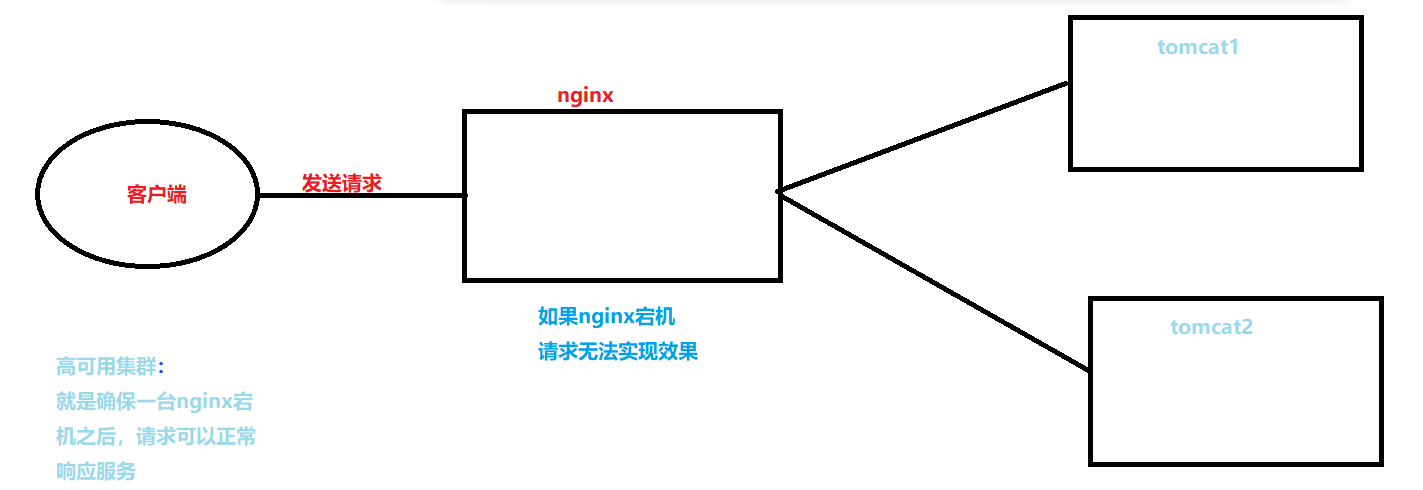 tomcat1
nginx
客户端
发送请求
如果nginx宕机
请求无法实现效果
tomcat2
高可用集群：
就是确保一台nginx宕
机之后，请求可以正常
响应服务